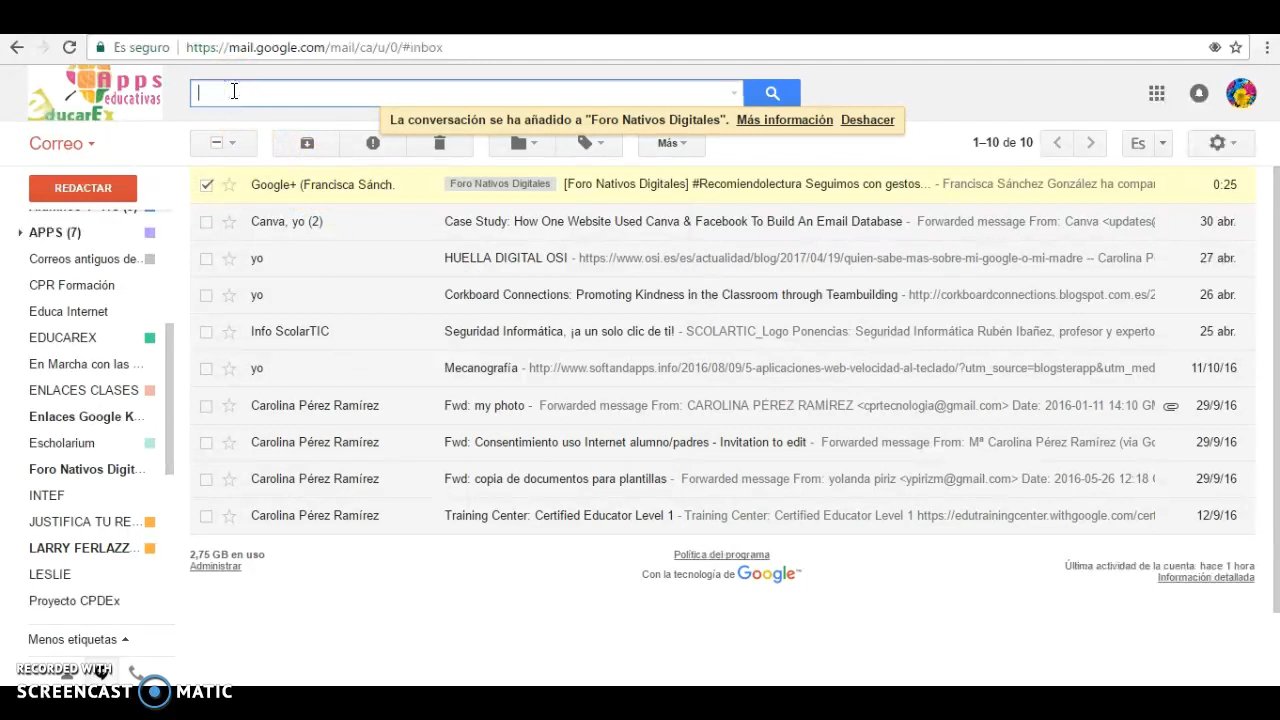 Es seguro https://mail.google.com/mail/ca/u/0/#inbox
Apps
educativas
EducarEx
La conversación se ha añadido a "Foro Nativos Digitales". Más información Deshacer
Correo
Más
1–10 de 10
Es
REDACTAR
APPS (7)
Correos antiguos de...
CPR Formación
Educa Internet
EDUCAREX
En Marcha con las ...
ENLACES CLASES
Enlaces Google K...
Escholarium
Foro Nativos Digit...
INTEF
JUSTIFICA TU RE...
LARRY FERLAZZ...
LESLIE
Proyecto CPDEx
Menos etiquetas
Google+ (Francisca Sánch. Foro Nativos Digitales [Foro Nativos Digitales] #Recomiendolectura Seguimos con gestos... - Francisca Sánchez González ha compar 0:25
Canva, yo (2) Case Study: How One Website Used Canva & Facebook To Build An Email Database - Forwarded message From: Canva <updates( 30 abr.
yo HUELLA DIGITAL OSI - https://www.osi.es/es/actualidad/blog/2017/04/19/quien-sabe-mas-sobre-mi-google-o-mi-madre -- Carolina P 27 abr.
yo Corkboard Connections: Promoting Kindness in the Classroom through Teambuilding - http://corkboardconnections.blogspot.com.es/2 26 abr.
Info ScolarTIC Seguridad Informática, ¡a un solo clic de ti! - SCOLARTIC_Logo Ponencias: Seguridad Informática Rubén Ibañez, profesor y experto 25 abr.
yo Mecanografía - http://www.softandapps.info/2016/08/09/5-aplicaciones-web-velocidad-al-teclado/?utm_source=blogsterapp&utm_med 11/10/16
Carolina Pérez Ramírez Fwd: my photo - Forwarded message From: CAROLINA PÉREZ RAMÍREZ <cprtecnologia@gmail.com> Date: 2016-01-11 14:10 GM 29/9/16
Carolina Pérez Ramírez Fwd: Consentimiento uso Internet alumno/padres - Invitation to edit - Forwarded message From: Mª Carolina Pérez Ramírez (via Gc 29/9/16
Carolina Pérez Ramírez Fwd: copia de documentos para plantillas - Forwarded message From: yolanda piriz <ypirizm@gmail.com> Date: 2016-05-26 12:18 29/9/16
Carolina Pérez Ramírez Training Center: Certified Educator Level 1 - Training Center: Certified Educator Level 1 https://edutrainingcenter.withgoogle.com/cert 12/9/16
2,75 GB en uso
Administrar
Política del programa
Con la tecnología de Google™
Última actividad de la cuenta: hace 1 hora
Información detallada
RECORDED WITH
SCREENCAST MATIC